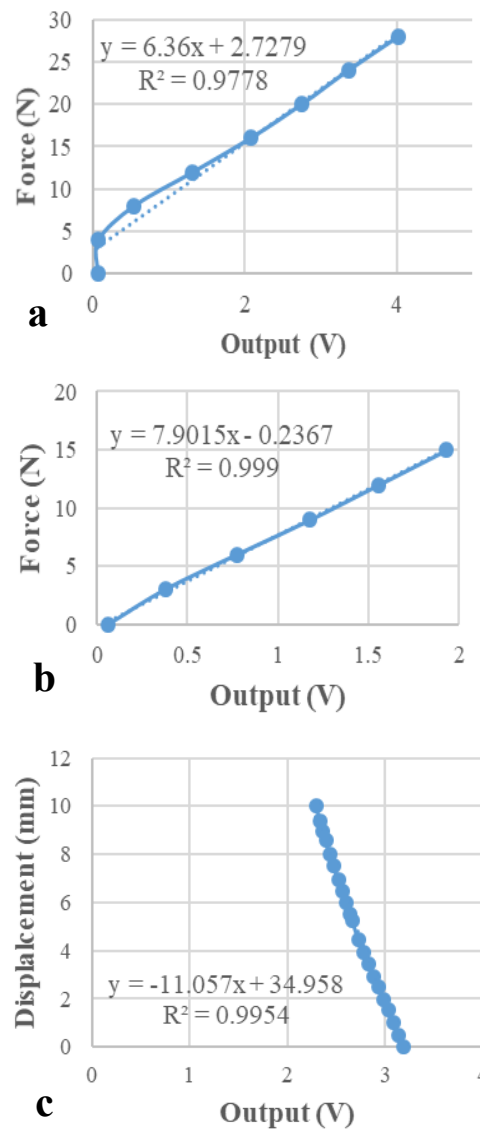 30
25
20
15
10
5
0
y = 6.36x + 2.7279
R² = 0.9778
Force (N)
0 2 4
Output (V)
a
20
15
10
5
0
y = 7.9015x - 0.2367
R² = 0.999
Force (N)
0 0.5 1 1.5 2
Output (V)
b
12
10
8
6
4
2
0
y = -11.057x + 34.958
R² = 0.9954
Displalcement (mm)
0 1 2 3 4
Output (V)
c